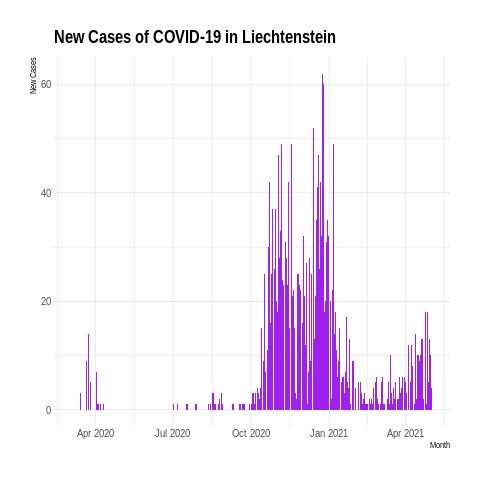 New Cases of COVID-19 in Liechtenstein
New Cases
60
40
20
0
Apr 2020 Jul 2020 Oct 2020 Jan 2021 Apr 2021
Month